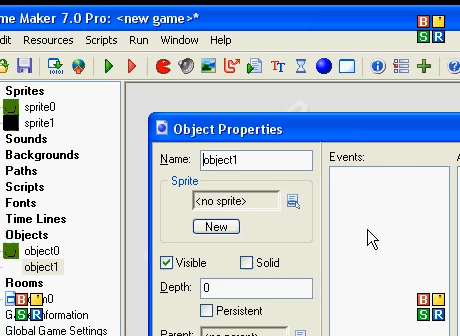 me Maker 7.0 Pro: <new game>*
dit Resources Scripts Run Window Help
Sprites
sprite0
sprite1
Sounds
Backgrounds
Paths
Scripts
Fonts
Time Lines
Objects
object0
object1
Rooms
Global Game Settings
Object Properties
Name: object1
Sprite
<no sprite>
New
Visible Solid
Depth: 0
Persistent
Parent: <no parent>
Events:
B
S R
B
S R
B
S R